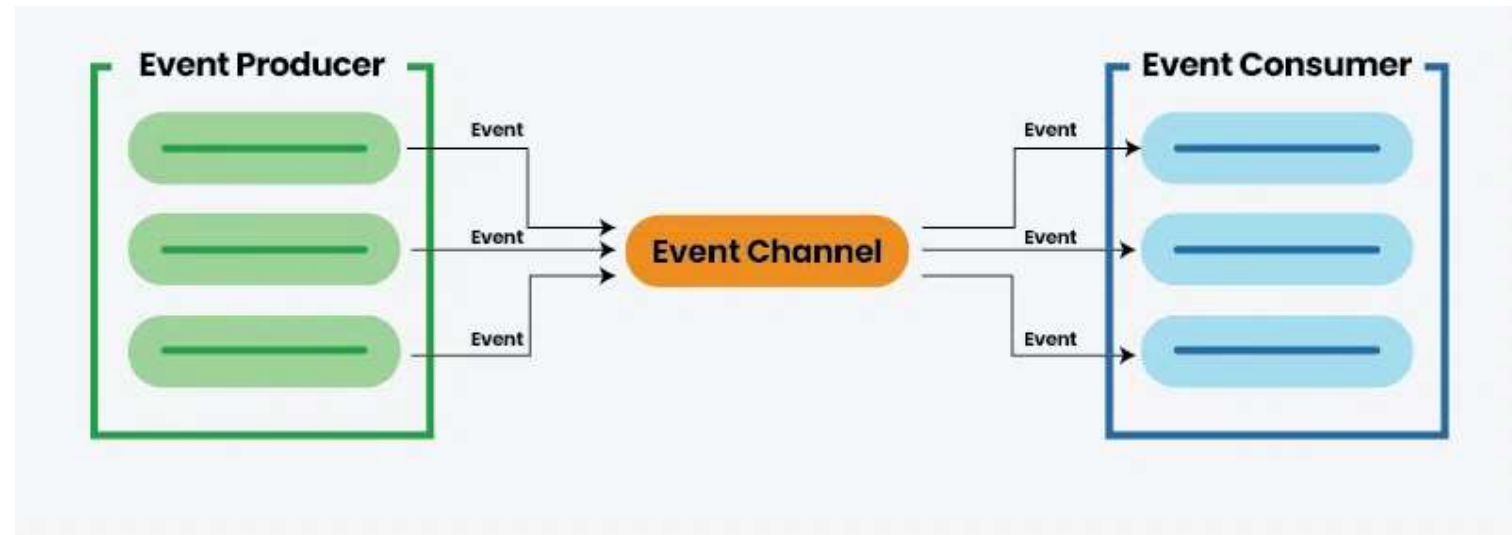 Event Producer
Event Consumer
Event
Event
Event
Event
Event Channel
Event
Event
Event